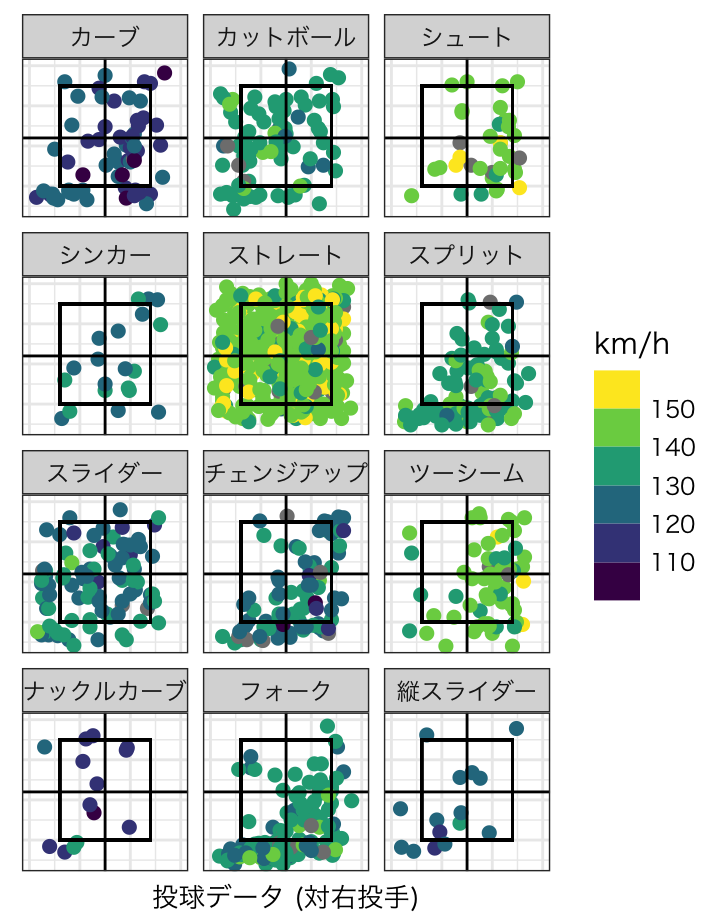 カーブ
カットボール
シュート
シンカー
ストレート
スプリット
スライダー
チェンジアップ
ツーシーム
ナックルカーブ
フォーク
縦スライダー
km/h
150
140
130
120
110
投球データ (対右投手)